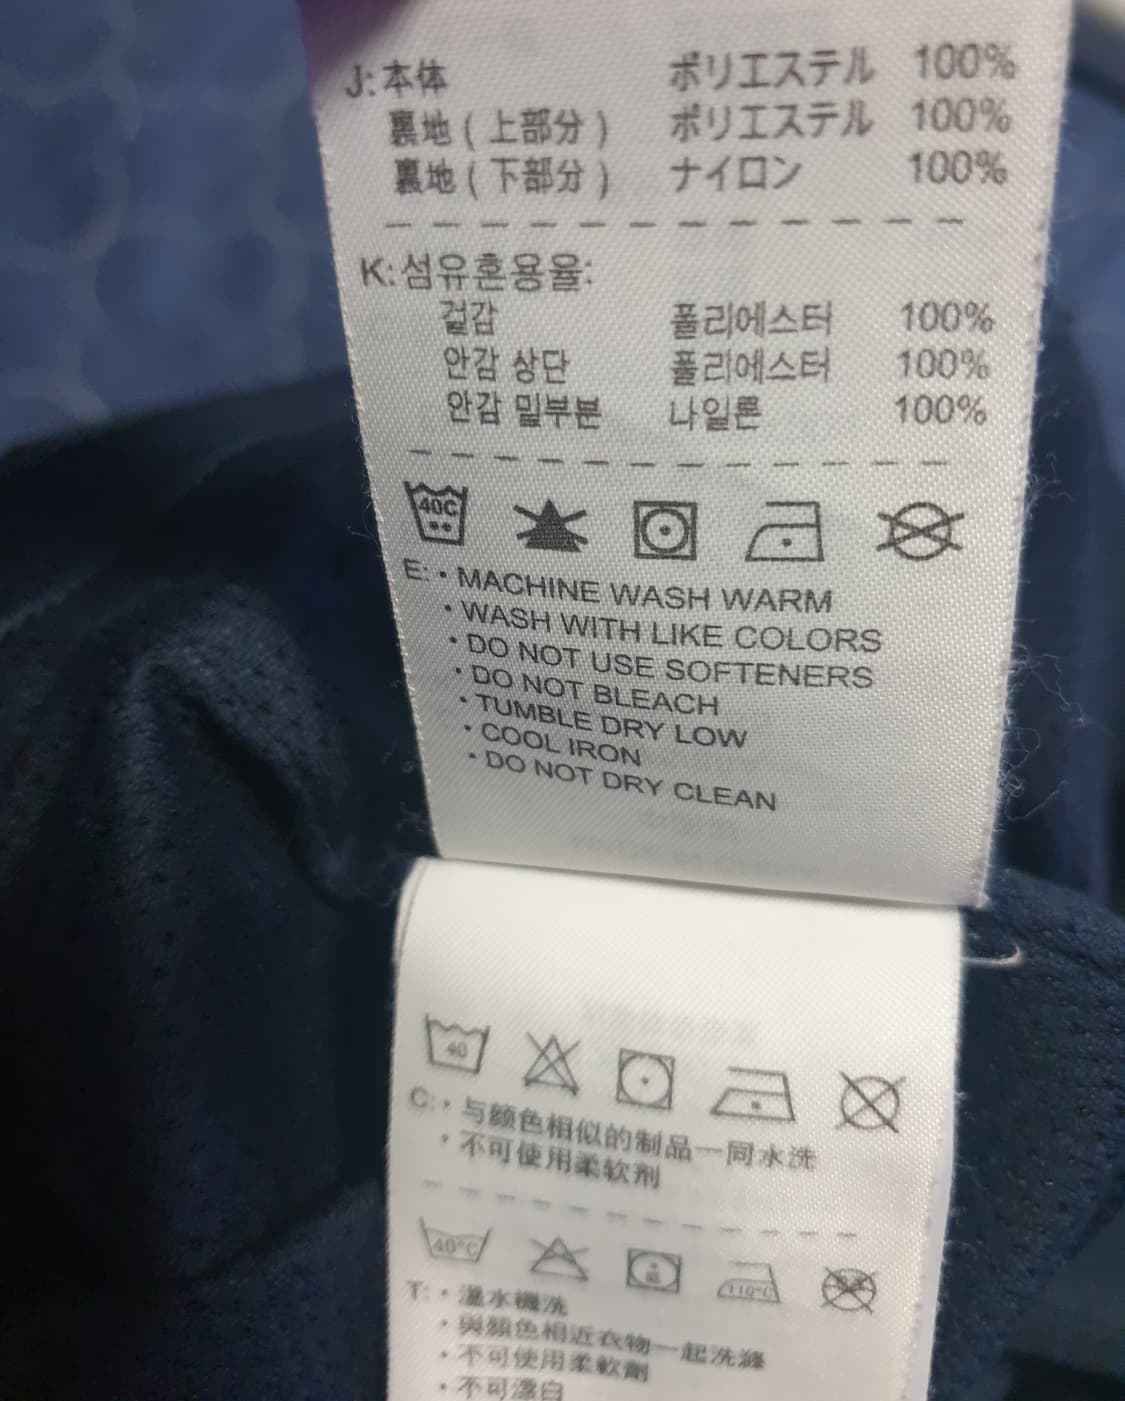 J: 本体 ポリエステル 100%
裏地 ( 上部分 ) ポリエステル 100%
裏地 ( 下部分 ) ナイロン 100%
K: 섬유혼용율:
겉감 폴리에스터 100%
안감 상단 폴리에스터 100%
안감 밑부분 나일론 100%
40C
E: • MACHINE WASH WARM
• WASH WITH LIKE COLORS
• DO NOT USE SOFTENERS
• DO NOT BLEACH
• TUMBLE DRY LOW
• COOL IRON
• DO NOT DRY CLEAN
40
C: • 与颜色相似的制品一同水洗
• 不可使用柔软剂
40°C 110°C
T: • 溫水機洗
• 與顏色相近衣物一起洗滌
• 不可使用柔軟劑
• 不可漂白